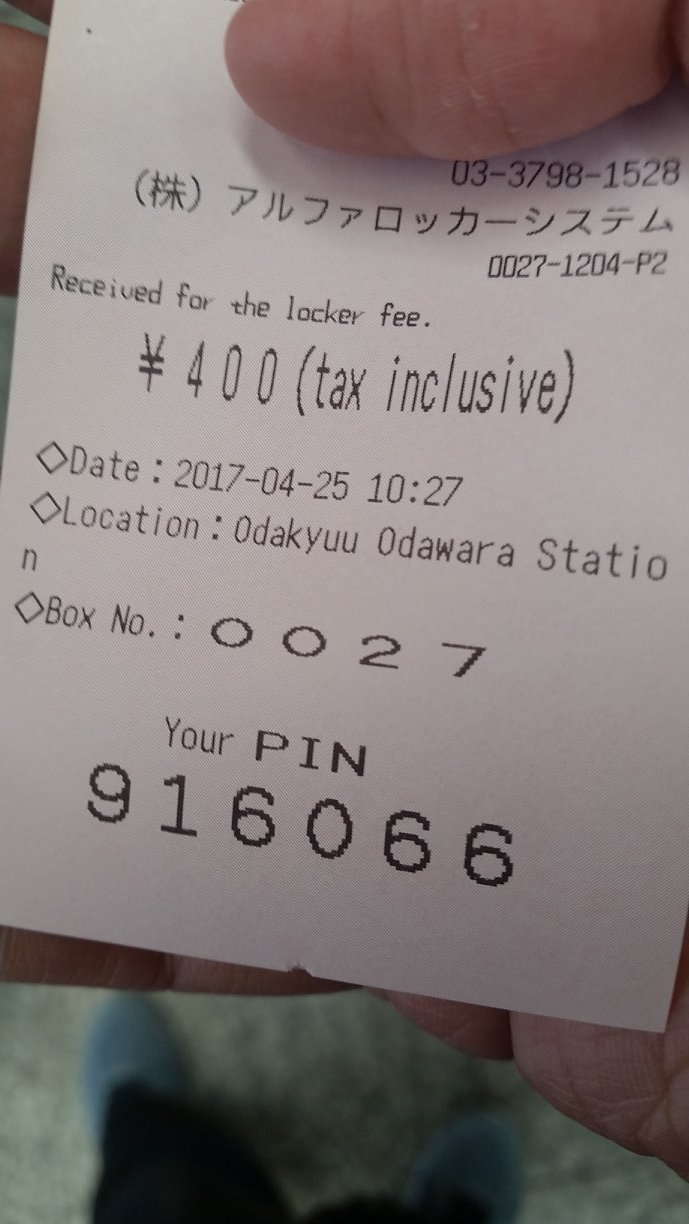 03-3798-1528
(株)アルファロッカーシステム
0027-1204-P2
Received for the locker fee.
¥400(tax inclusive)
◇Date:2017-04-25 10:27
◇Location:Odakyuu Odawara Statio
n
◇Box No.:0027
Your PIN
916066